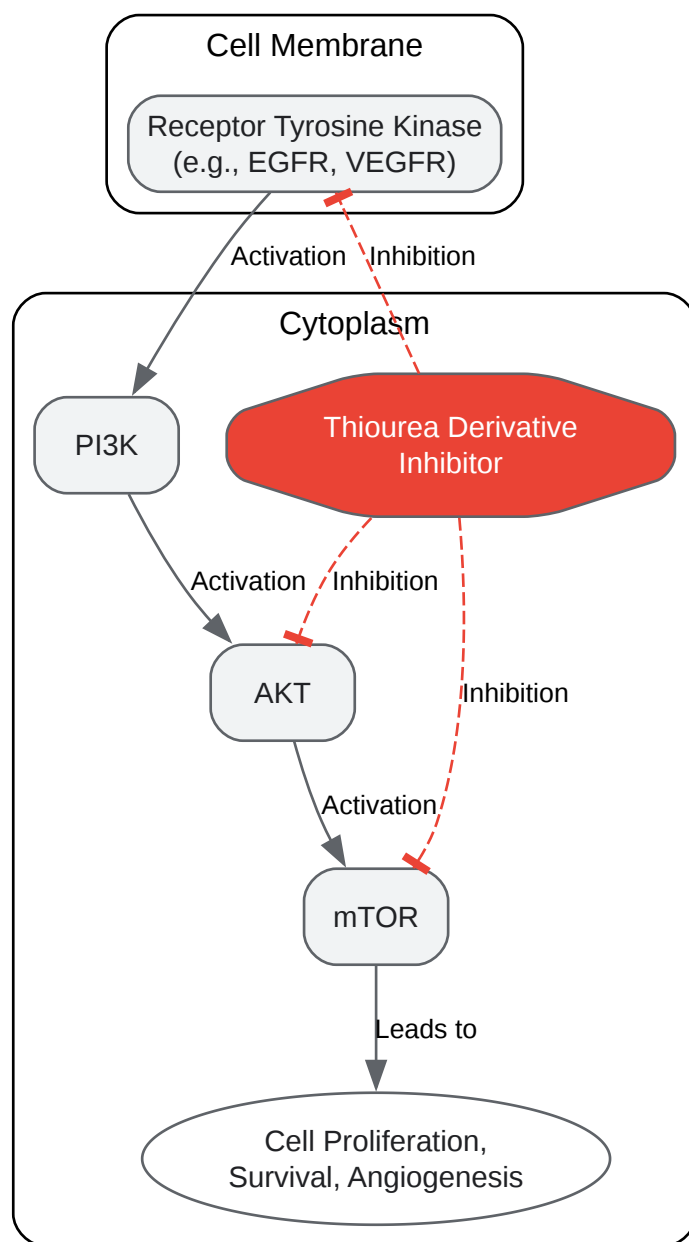 Cell Membrane
Receptor Tyrosine Kinase
(e.g., EGFR, VEGFR)
Activation
Inhibition
Cytoplasm
PI3K
Thiourea Derivative
Inhibitor
Activation
Inhibition
AKT
Inhibition
Activation
mTOR
Leads to
Cell Proliferation,
Survival, Angiogenesis